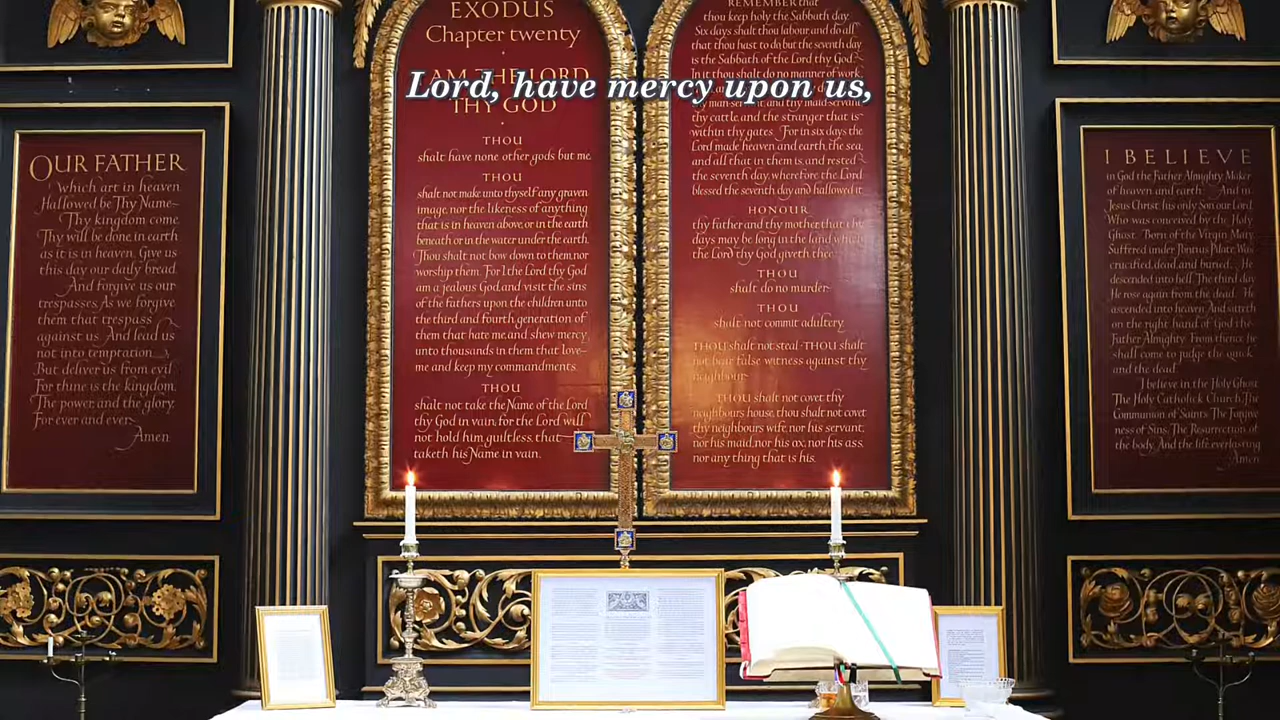 Lord, have mercy upon us,
OUR FATHER
Which art in heaven
Hallowed be Thy Name
Thy kingdom come
Thy will be done, in earth
as it is in heaven. Give us
this day our daily bread
And forgive us our
trespasses, As we forgive
them that trespass
against us. And lead us
not into temptation,
But deliver us from evil
For thine is the kingdom,
The power, and the glory,
For ever and ever,
Amen
EXODUS
Chapter twenty
I AM THE LORD
THY GOD
THOU
shalt have none other gods but me
THOU
shalt not make unto thyself any graven
image, nor the likeness of anything
that is in heaven above, or in the earth
beneath or in the water under the earth.
Thou shalt not bow down to them, nor
worship them. For I the Lord thy God
am a jealous God, and visit the sins
of the fathers upon the children unto
the third and fourth generation of
them that hate me, and shew mercy
unto thousands in them that love
me and keep my commandments.
THOU
shalt not take the Name of the Lord
thy God in vain, for the Lord will
not hold him guiltless, that
taketh his Name in vain.
REMEMBER that
thou keep holy the Sabbath day.
Six days shalt thou labour, and do all
that thou hast to do, but the seventh day
is the Sabbath of the Lord thy God.
In it thou shalt do no manner of work,
thy man-servant, and thy maid-servant,
thy cattle, and the stranger that is
within thy gates. For in six days the
Lord made heaven and earth, the sea,
and all that in them is, and rested
the seventh day, wherefore the Lord
blessed the seventh day and hallowed it.
HONOUR
thy father and thy mother, that thy
days may be long in the land which
the Lord thy God giveth thee.
THOU
shalt do no murder.
THOU
shalt not commit adultery.
THOU shalt not steal · THOU shalt
not bear false witness against thy
neighbour.
THOU shalt not covet thy
neighbours house, thou shalt not covet
thy neighbours wife, nor his servant,
nor his maid, nor his ox, nor his ass,
nor any thing that is his.
I BELIEVE
in God the Father Almighty, Maker
of heaven and earth: And in
Jesus Christ his only Son our Lord
Who was conceived by the Holy
Ghost. Born of the Virgin Mary,
Suffered under Pontius Pilate, Was
crucified, dead, and buried. He
descended into hell. The third day
He rose again from the dead. He
ascended into heaven And sitteth
on the right hand of God the
Father Almighty. From thence he
shall come to judge the quick
and the dead.
I believe in the Holy Ghost
The Holy Catholick Church, The
Communion of Saints, The Forgive
ness of Sins, The Resurrection of
the body, And the life everlasting
Amen